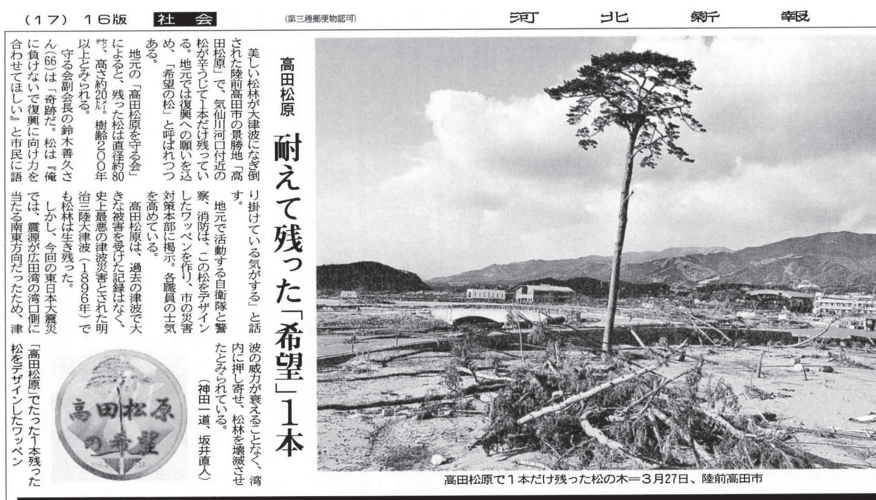 (17) 16版 社会 (第三種郵便物認可) 河北新報
高田松原
耐えて残った「希望」1本
美しい松林が大津波になぎ倒
された陸前高田市の景勝地「高
田松原」で、気仙川河口付近の
松が辛うじて1本だけ残ってい
る。地元では復興への願いを込
め、「希望の松」と呼ばれつつ
ある。
地元の「高田松原を守る会」
によると、残った松は直径約80
センチ、高さ約20メートル。樹齢200年
以上とみられる。
守る会副会長の鈴木善久さ
ん(66)は「奇跡だ。松は『俺
に負けないで復興に向け力を
合わせてほしい』と市民に語
り掛けている気がする」と話
す。
地元で活動する自衛隊と警
察、消防は、この松をデザイン
したワッペンを作り、市の災害
対策本部に掲示。各職員の士気
を高めている。
高田松原は、過去の津波で大
きな被害を受けた記録はなく、
史上最悪の津波災害とされた明
治三陸大津波(1896年)で
も松林は生き残った。
しかし、今回の東日本大震災
では、震源が広田湾の湾口側に
当たる南東方向だったため、津
波の威力が衰えることなく、湾
内に押し寄せ、松林を壊滅させ
たとみられている。
(神田一道、坂井直人)
高田松原
の希望
「高田松原」でたった1本残った
松をデザインしたワッペン
高田松原で1本だけ残った松の木=3月27日、陸前高田市